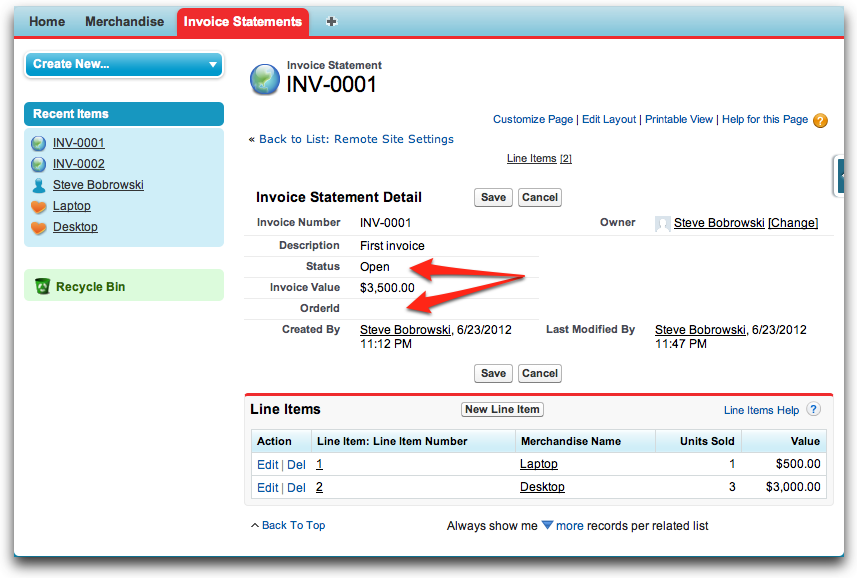 Home Merchandise Invoice Statements
Create New...
Recent Items
INV-0001
INV-0002
Steve Bobrowski
Laptop
Desktop
Recycle Bin
Invoice Statement
INV-0001
Customize Page | Edit Layout | Printable View | Help for this Page ?
« Back to List: Remote Site Settings
Line Items [2]
Invoice Statement Detail Save Cancel
Invoice Number INV-0001 Owner Steve Bobrowski [Change]
Description First invoice
Status Open
Invoice Value $3,500.00
OrderId
Created By Steve Bobrowski, 6/23/2012 Last Modified By Steve Bobrowski, 6/23/2012
11:12 PM 11:47 PM
Save Cancel
Line Items New Line Item Line Items Help ?
Action Line Item: Line Item Number Merchandise Name Units Sold Value
Edit | Del 1 Laptop 1 $500.00
Edit | Del 2 Desktop 3 $3,000.00
Back To Top Always show me more records per related list